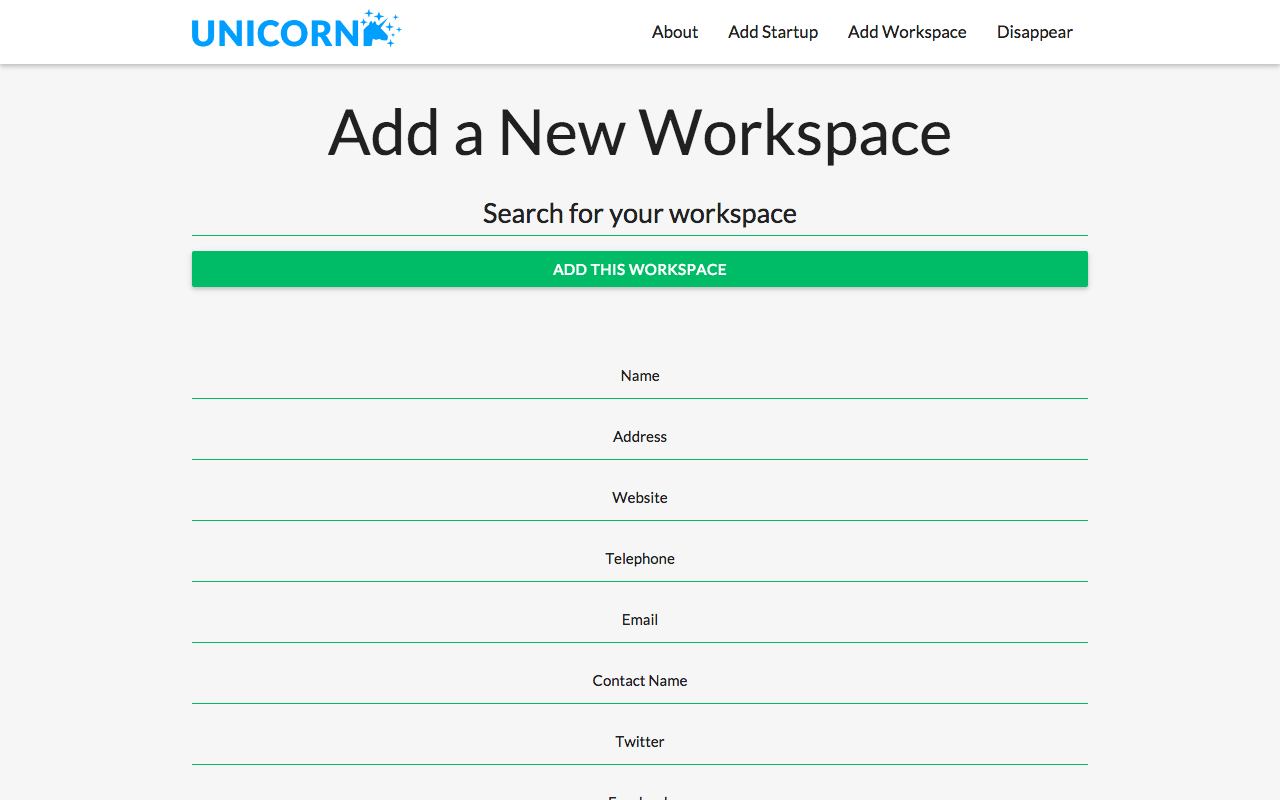 UNICORN
About Add Startup Add Workspace Disappear
Add a New Workspace
Search for your workspace
ADD THIS WORKSPACE
Name
Address
Website
Telephone
Email
Contact Name
Twitter